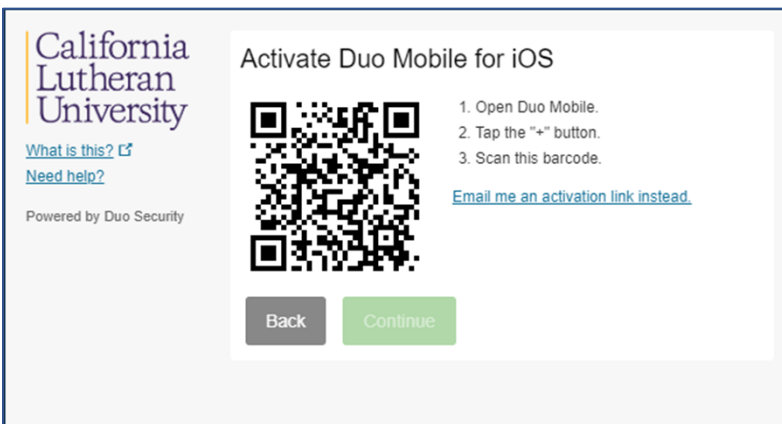 California
Lutheran
University
What is this?
Need help?
Powered by Duo Security
Activate Duo Mobile for iOS
1. Open Duo Mobile.
2. Tap the "+" button.
3. Scan this barcode.
Email me an activation link instead.
Back
Continue